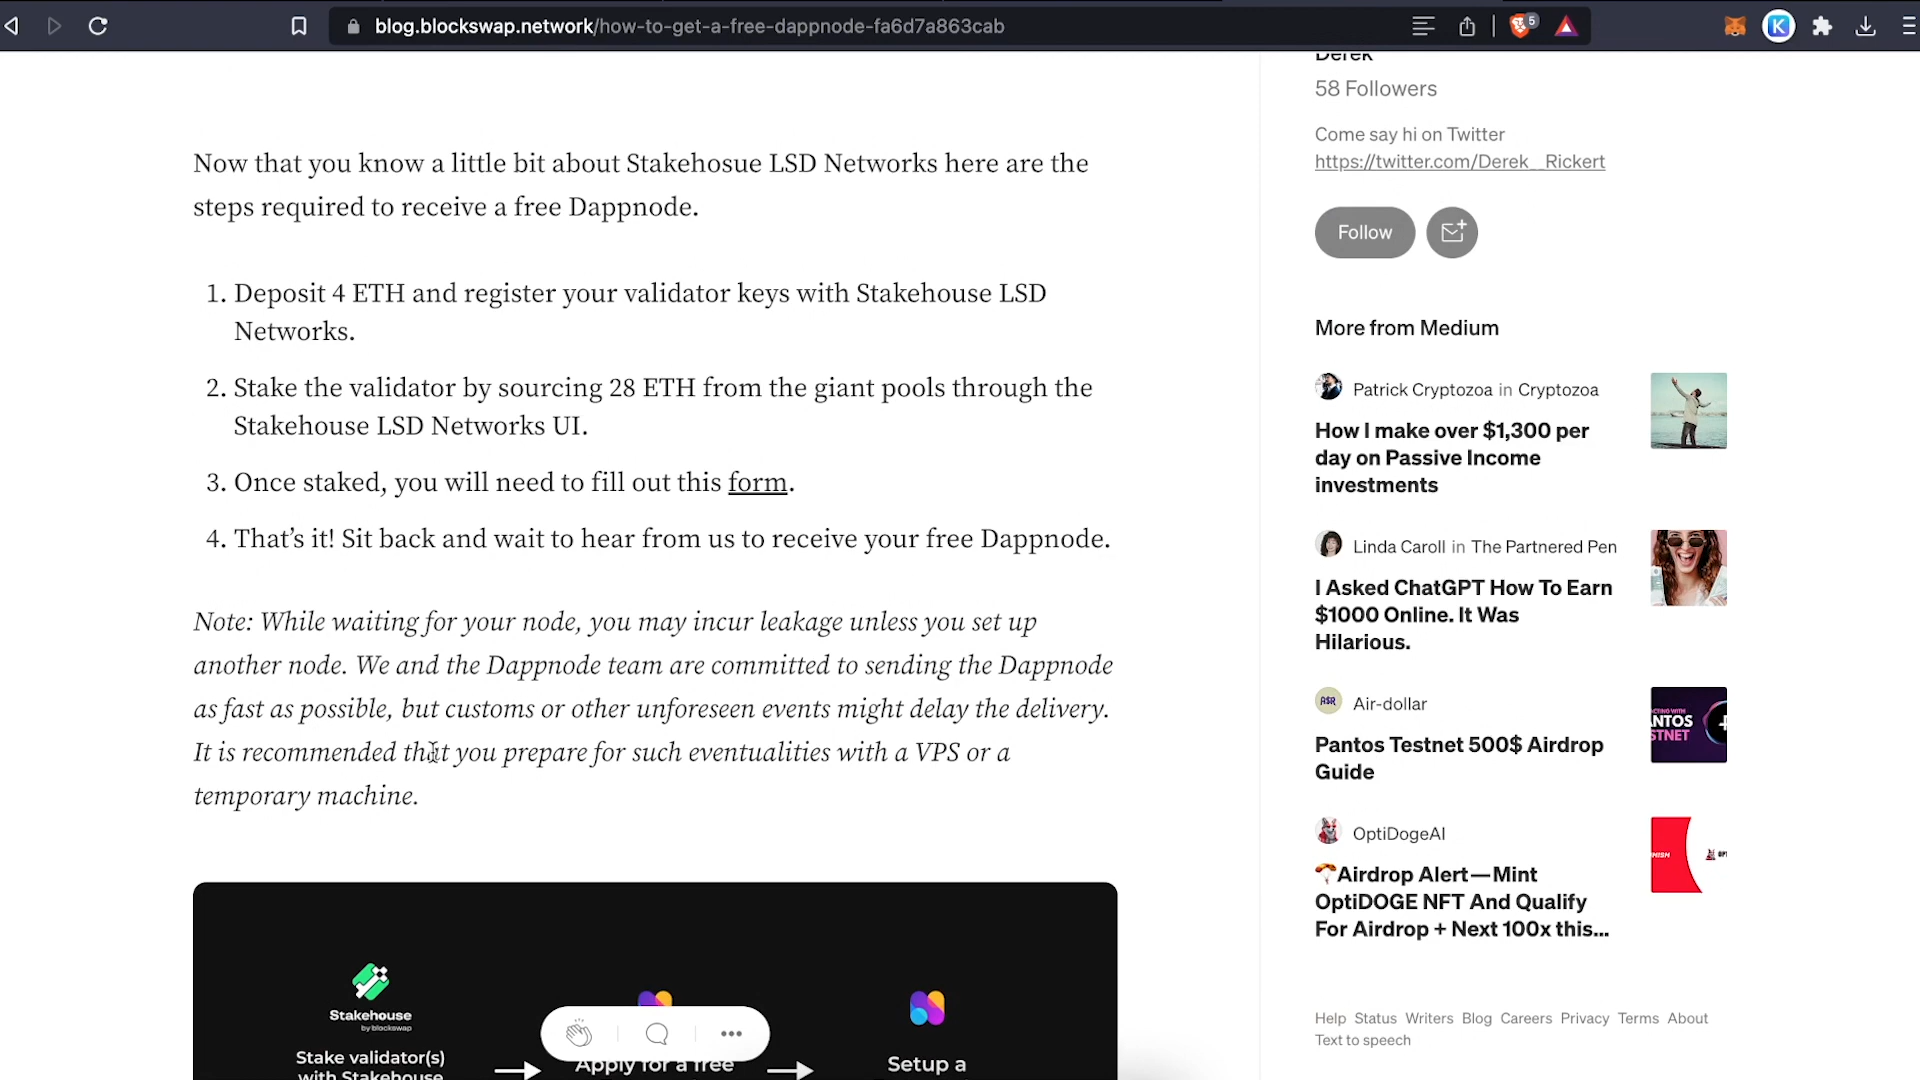 blog.blockswap.network/how-to-get-a-free-dappnode-fa6d7a863cab
5
K
Now that you know a little bit about Stakehosue LSD Networks here are the
steps required to receive a free Dappnode.
1. Deposit 4 ETH and register your validator keys with Stakehouse LSD
Networks.
2. Stake the validator by sourcing 28 ETH from the giant pools through the
Stakehouse LSD Networks UI.
3. Once staked, you will need to fill out this form.
4. That’s it! Sit back and wait to hear from us to receive your free Dappnode.
Note: While waiting for your node, you may incur leakage unless you set up
another node. We and the Dappnode team are committed to sending the Dappnode
as fast as possible, but customs or other unforeseen events might delay the delivery.
It is recommended that you prepare for such eventualities with a VPS or a
temporary machine.
Stakehouse
by blockswap
Stake validator(s)
with Stakehouse
Apply for a free
Setup a
Derek
58 Followers
Come say hi on Twitter
https://twitter.com/Derek__Rickert
Follow
More from Medium
Patrick Cryptozoa in Cryptozoa
How I make over $1,300 per
day on Passive Income
investments
Linda Caroll in The Partnered Pen
I Asked ChatGPT How To Earn
$1000 Online. It Was
Hilarious.
Air-dollar
Pantos Testnet 500$ Airdrop
Guide
OptiDogeAI
Airdrop Alert—Mint
OptiDOGE NFT And Qualify
For Airdrop + Next 100x this...
Help Status Writers Blog Careers Privacy Terms About
Text to speech